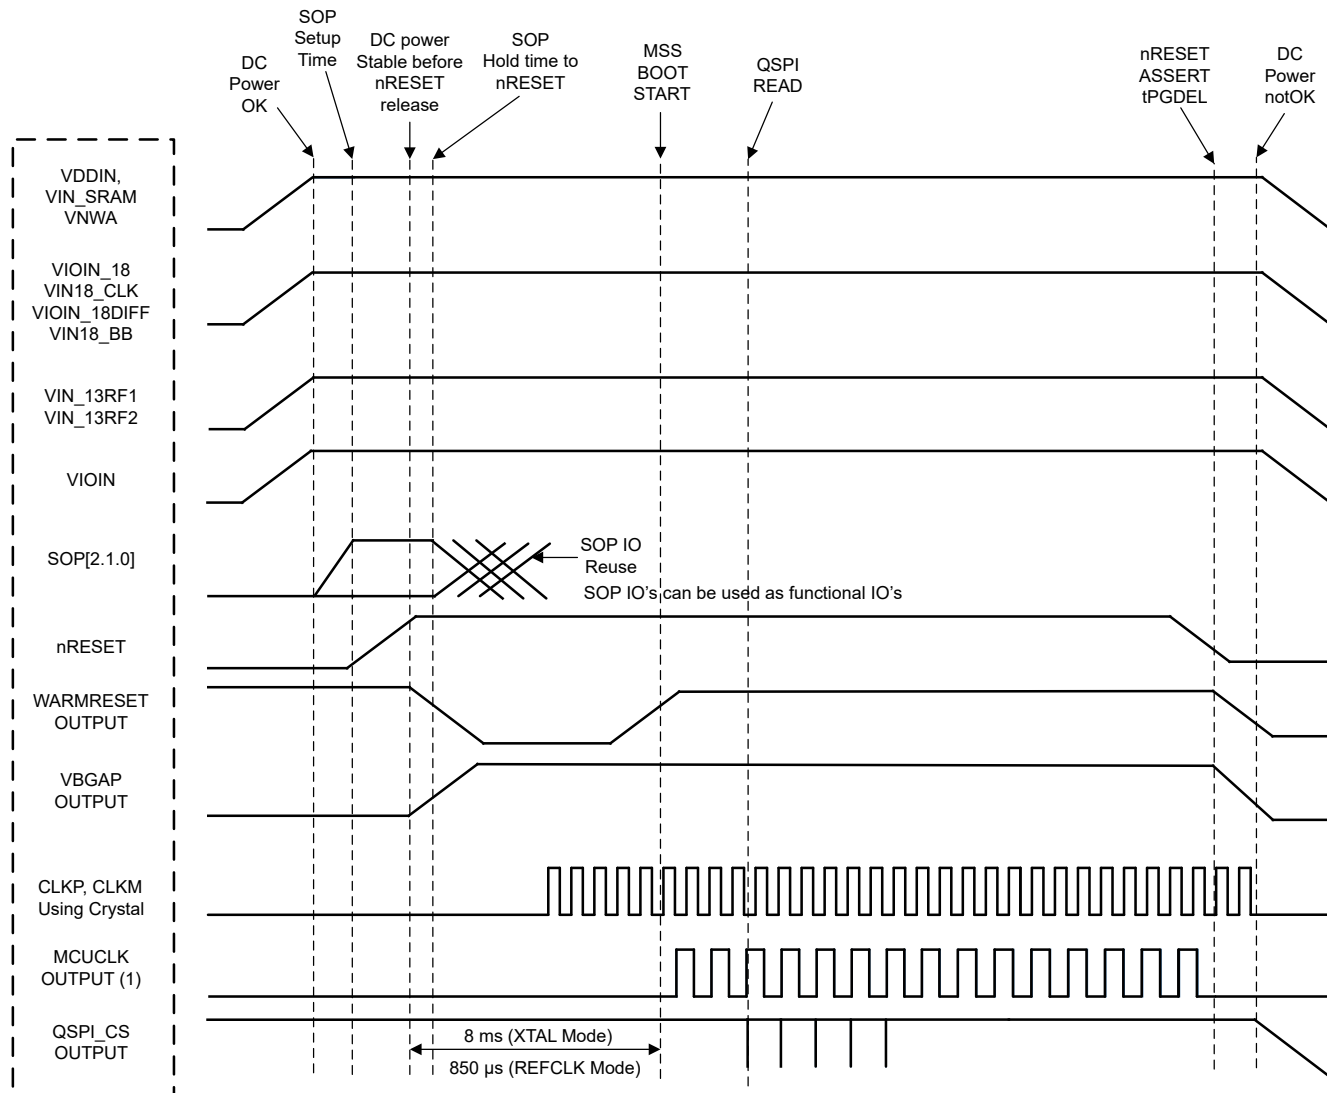 SOP
Setup
Time
DC
Power
OK
DC power
Stable before
nRESET
release
SOP
Hold time to
nRESET
MSS
BOOT
START
QSPI
READ
nRESET
ASSERT
tPGDEL
DC
Power
notOK
VDDIN,
VIN_SRAM
VNWA
VIOIN_18
VIN18_CLK
VIOIN_18DIFF
VIN18_BB
VIN_13RF1
VIN_13RF2
VIOIN
SOP[2.1.0]
SOP IO
Reuse
SOP IO's can be used as functional IO's
nRESET
WARMRESET
OUTPUT
VBGAP
OUTPUT
CLKP, CLKM
Using Crystal
MCUCLK
OUTPUT (1)
QSPI_CS
OUTPUT
8 ms (XTAL Mode)
850 µs (REFCLK Mode)